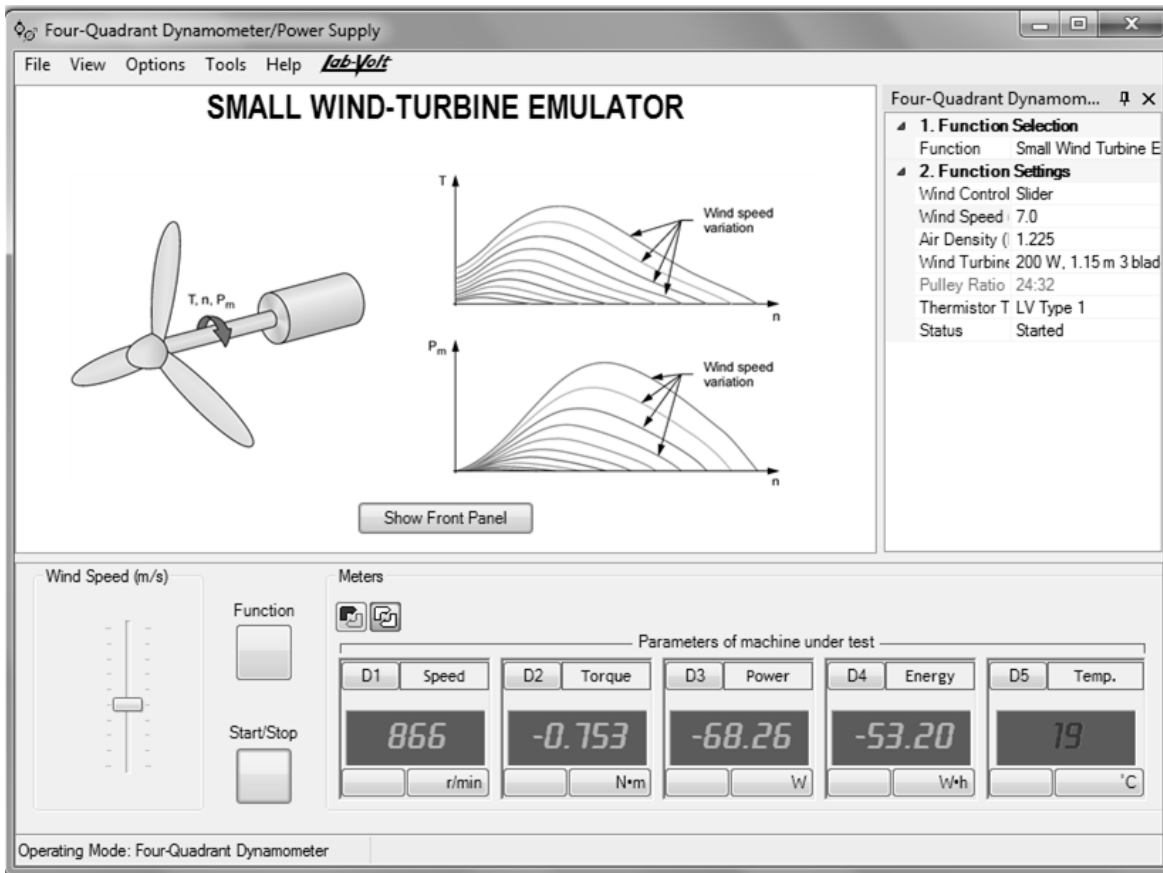 Four-Quadrant Dynamometer/Power Supply
File View Options Tools Help Lab-Volt
SMALL WIND-TURBINE EMULATOR
T, n, Pm
T
Wind speed
variation
n
Pm
Wind speed
variation
n
Show Front Panel
Four-Quadrant Dynamom...
1. Function Selection
Function Small Wind Turbine E
2. Function Settings
Wind Control Slider
Wind Speed 7.0
Air Density ( 1.225
Wind Turbine 200 W, 1.15 m 3 blad
Pulley Ratio 24:32
Thermistor T LV Type 1
Status Started
Wind Speed (m/s)
Function
Start/Stop
Meters
Parameters of machine under test
D1 Speed D2 Torque D3 Power D4 Energy D5 Temp.
866 -0.753 -68.26 -53.20 19
r/min N•m W W•h °C
Operating Mode: Four-Quadrant Dynamometer